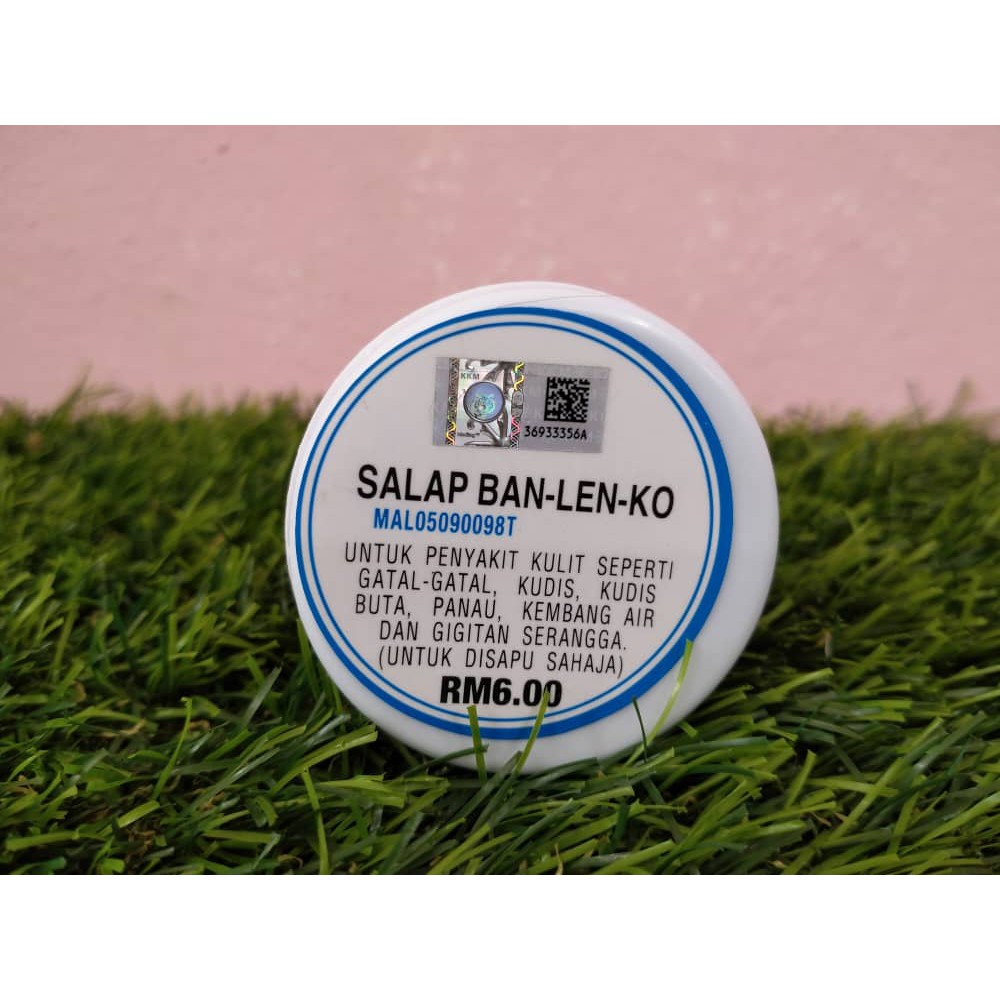 KKM
36933356A
SALAP BAN-LEN-KO
MAL05090098T
UNTUK PENYAKIT KULIT SEPERTI
GATAL-GATAL, KUDIS, KUDIS
BUTA, PANAU, KEMBANG AIR
DAN GIGITAN SERANGGA.
(UNTUK DISAPU SAHAJA)
RM6.00